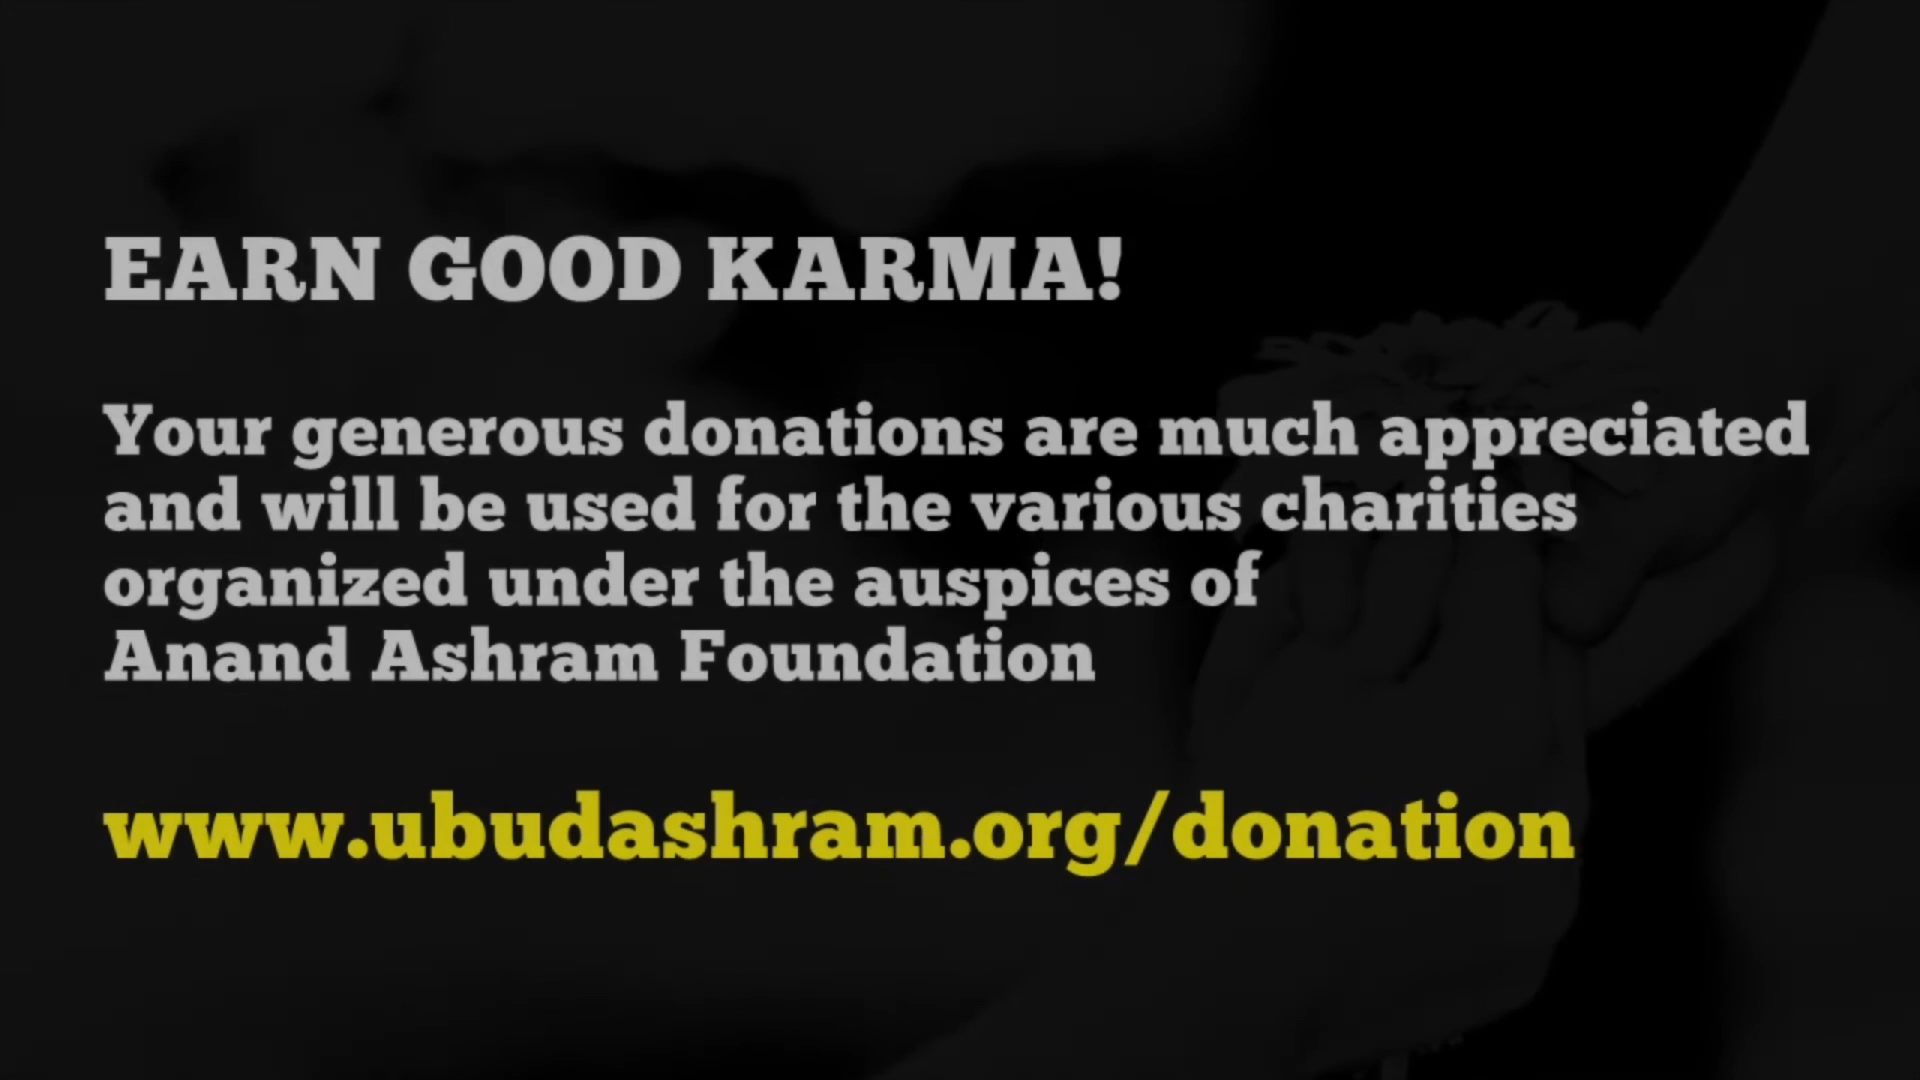 EARN GOOD KARMA!
Your generous donations are much appreciated
and will be used for the various charities
organized under the auspices of
Anand Ashram Foundation
www.ubudashram.org/donation